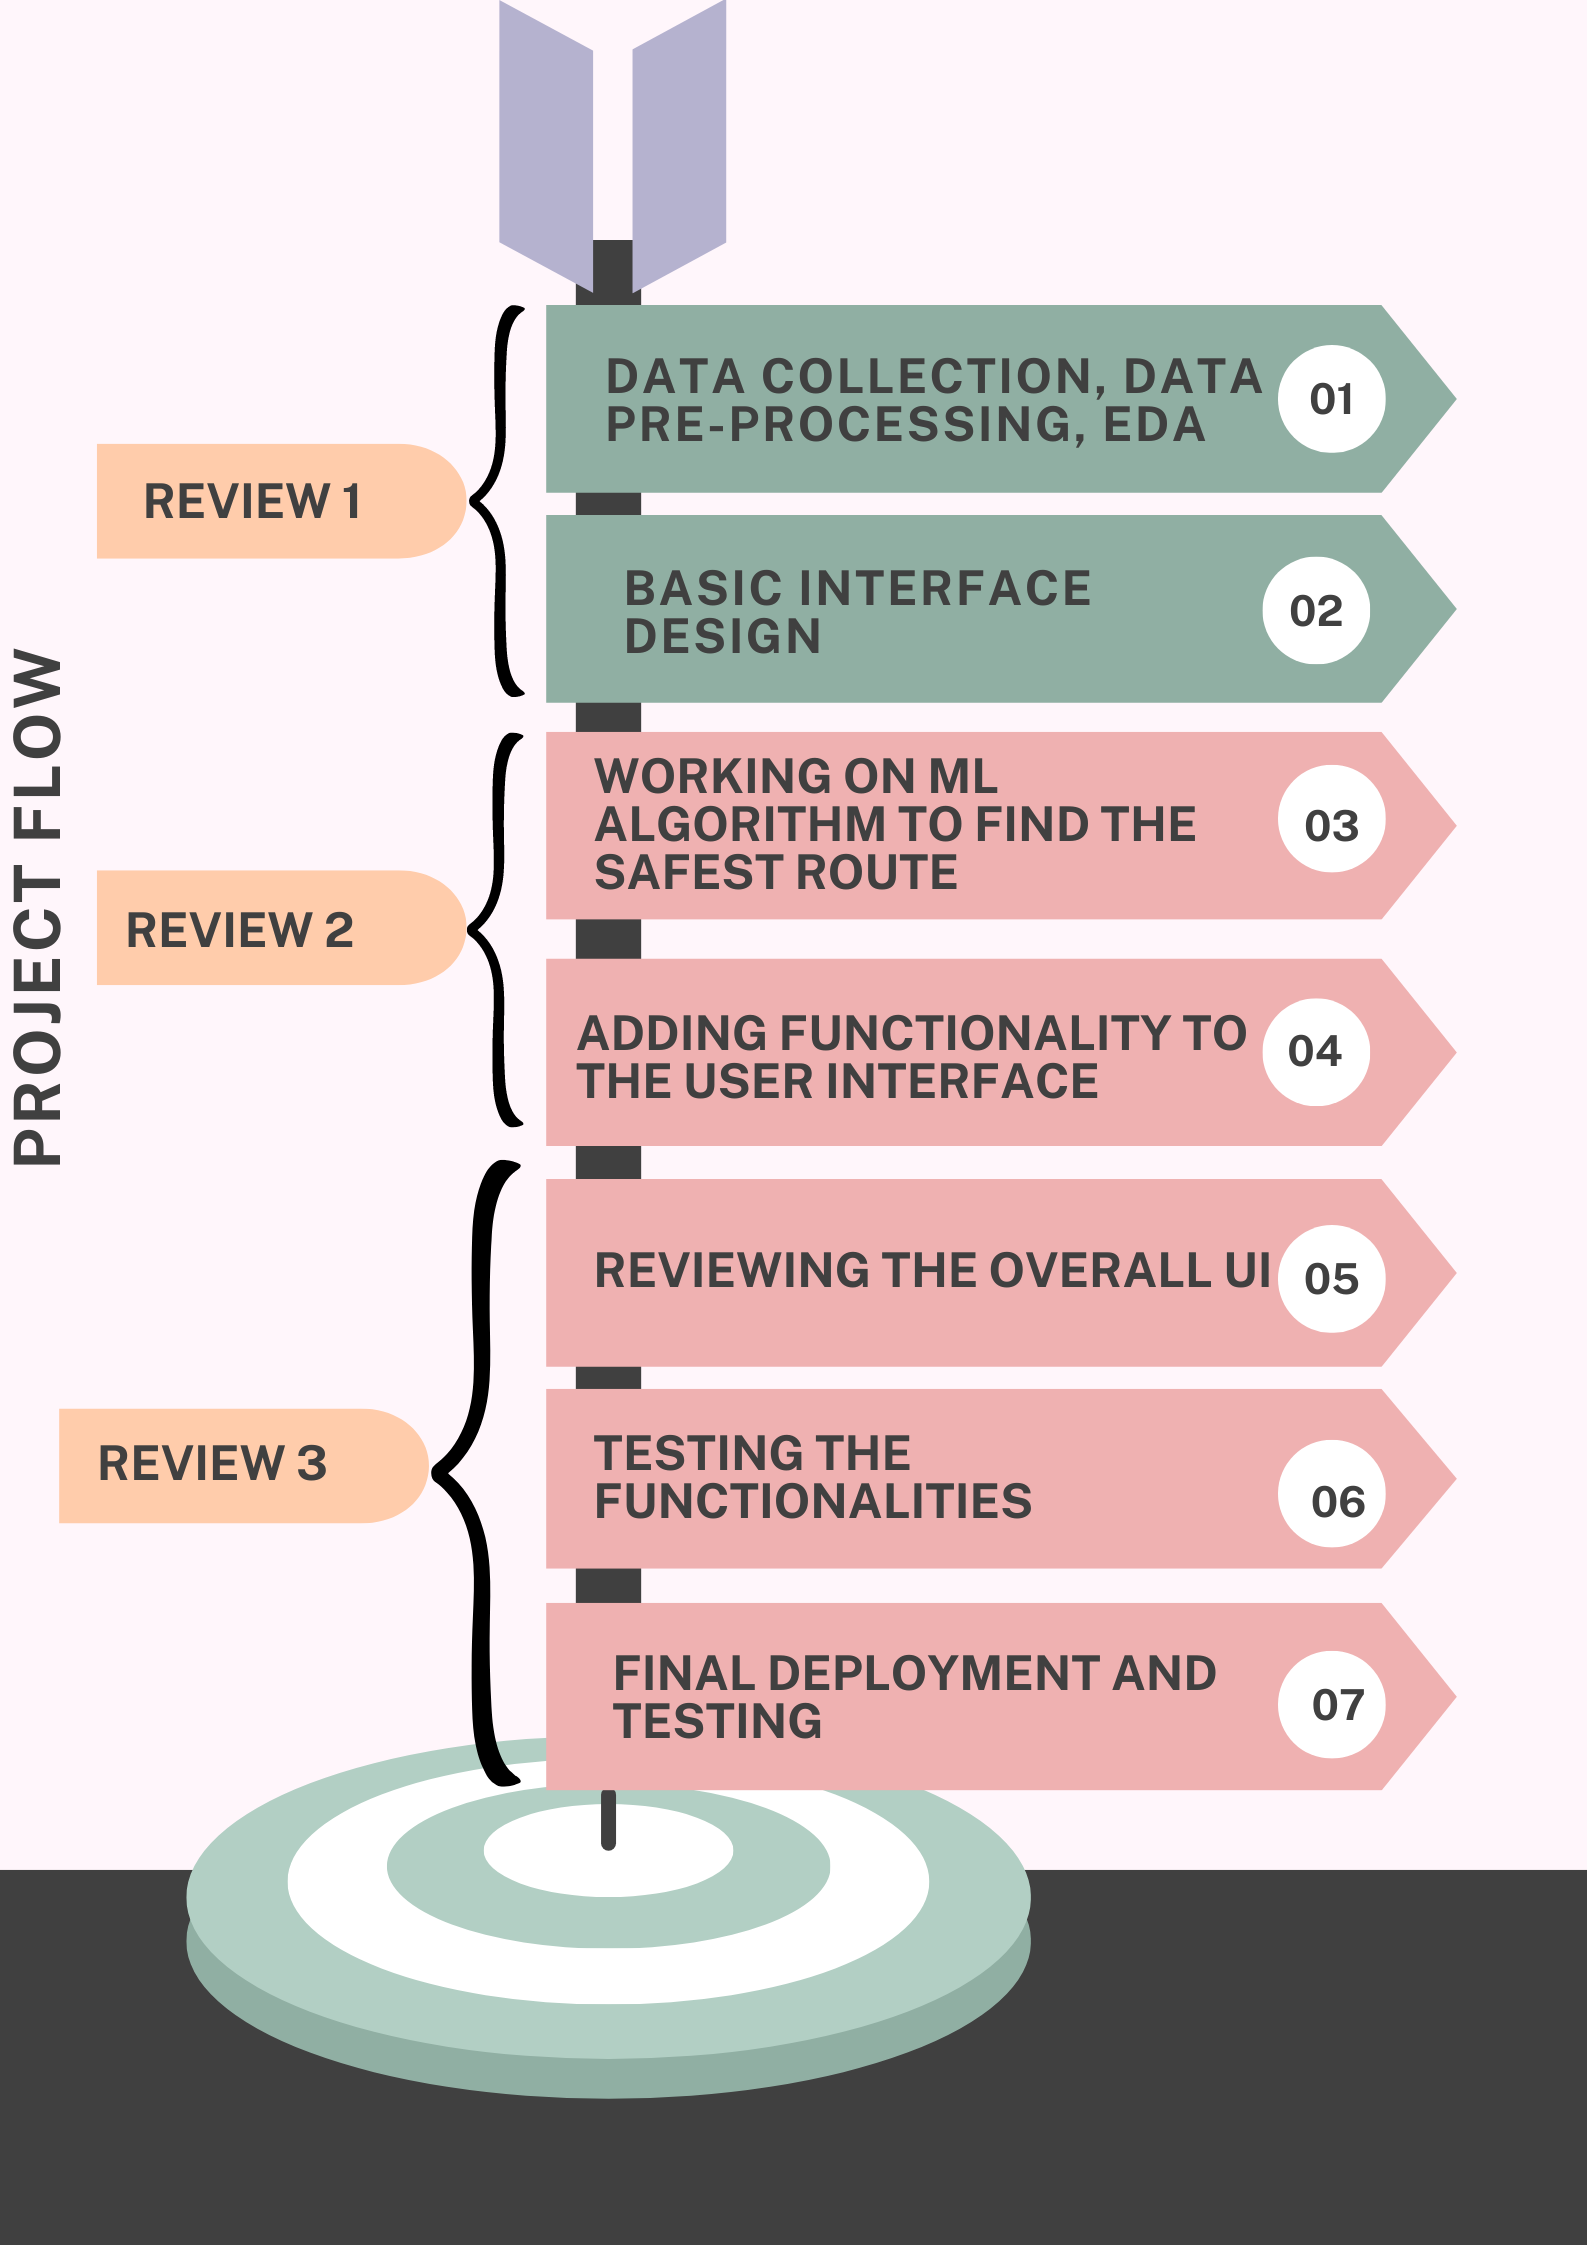 PROJECT FLOW
REVIEW 1
DATA COLLECTION, DATA
PRE-PROCESSING, EDA
01
BASIC INTERFACE
DESIGN
02
REVIEW 2
WORKING ON ML
ALGORITHM TO FIND THE
SAFEST ROUTE
03
ADDING FUNCTIONALITY TO
THE USER INTERFACE
04
REVIEW 3
REVIEWING THE OVERALL UI
05
TESTING THE
FUNCTIONALITIES
06
FINAL DEPLOYMENT AND
TESTING
07